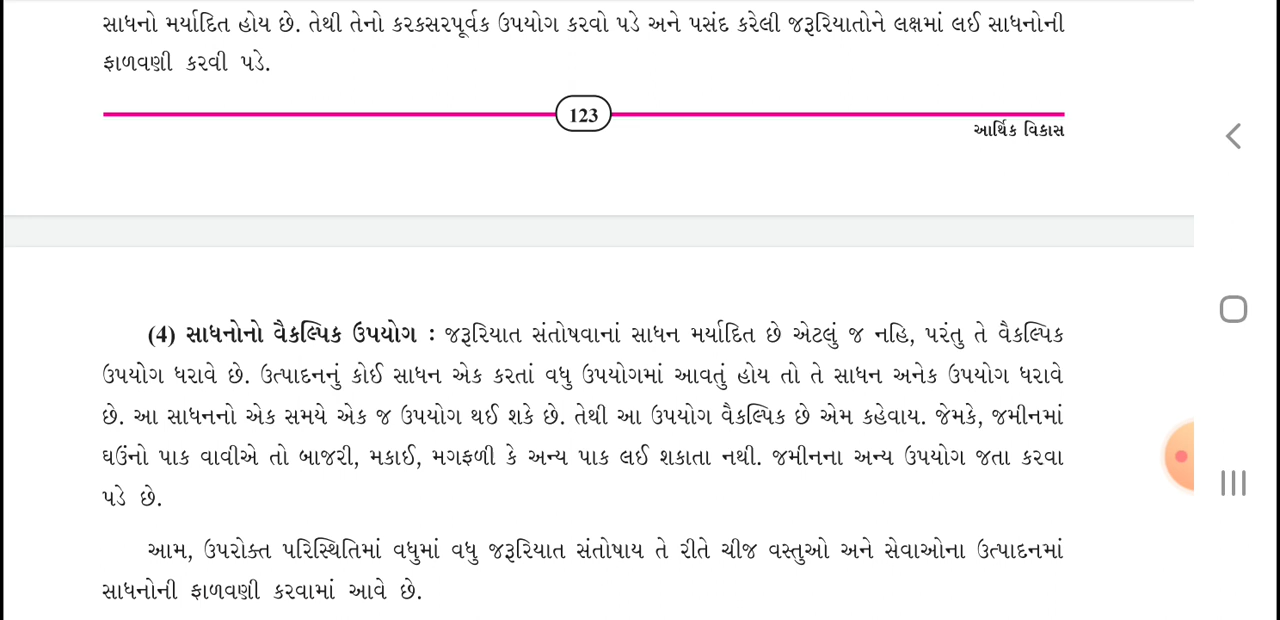 સાધનો મર્યાદિત હોય છે. તેથી તેનો કરકસરપૂર્વક ઉપયોગ કરવો પડે અને પસંદ કરેલી જરૂરિયાતોને લક્ષમાં લઈ સાધનોની
ફાળવણી કરવી પડે.
123
આર્થિક વિકાસ
(4) સાધનોનો વૈકલ્પિક ઉપયોગ : જરૂરિયાત સંતોષવાનાં સાધન મર્યાદિત છે એટલું જ નહિ, પરંતુ તે વૈકલ્પિક
ઉપયોગ ધરાવે છે. ઉત્પાદનનું કોઈ સાધન એક કરતાં વધુ ઉપયોગમાં આવતું હોય તો તે સાધન અનેક ઉપયોગ ધરાવે
છે. આ સાધનનો એક સમયે એક જ ઉપયોગ થઈ શકે છે. તેથી આ ઉપયોગ વૈકલ્પિક છે એમ કહેવાય. જેમકે, જમીનમાં
ઘઉંનો પાક વાવીએ તો બાજરી, મકાઈ, મગફળી કે અન્ય પાક લઈ શકાતા નથી. જમીનના અન્ય ઉપયોગ જતા કરવા
પડે છે.
આમ, ઉપરોક્ત પરિસ્થિતિમાં વધુમાં વધુ જરૂરિયાત સંતોષાય તે રીતે ચીજ વસ્તુઓ અને સેવાઓના ઉત્પાદનમાં
સાધનોની ફાળવણી કરવામાં આવે છે.